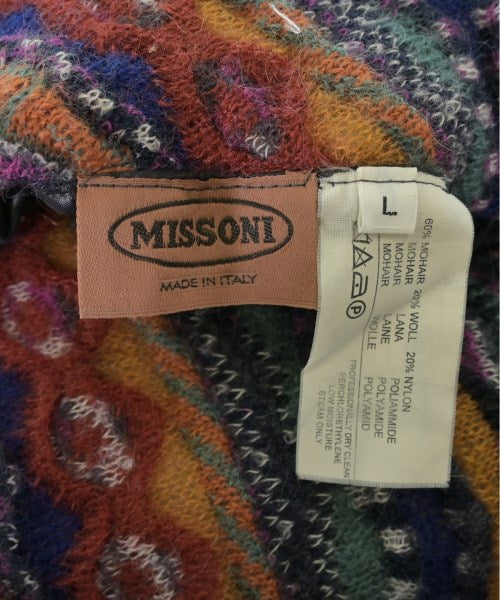 MISSONI
MADE IN ITALY
L
60% MOHAIR 20% WOLL 20% NYLON
MOHAIR LANA POLIAMMIDE
MOHAIR LAINE POLYAMIDE
WOLLE POLYAMID
PROFESSIONALLY DRY CLEAN
PERCHLORETHYLENE
LOW MOISTURE
STEAM ONLY
P